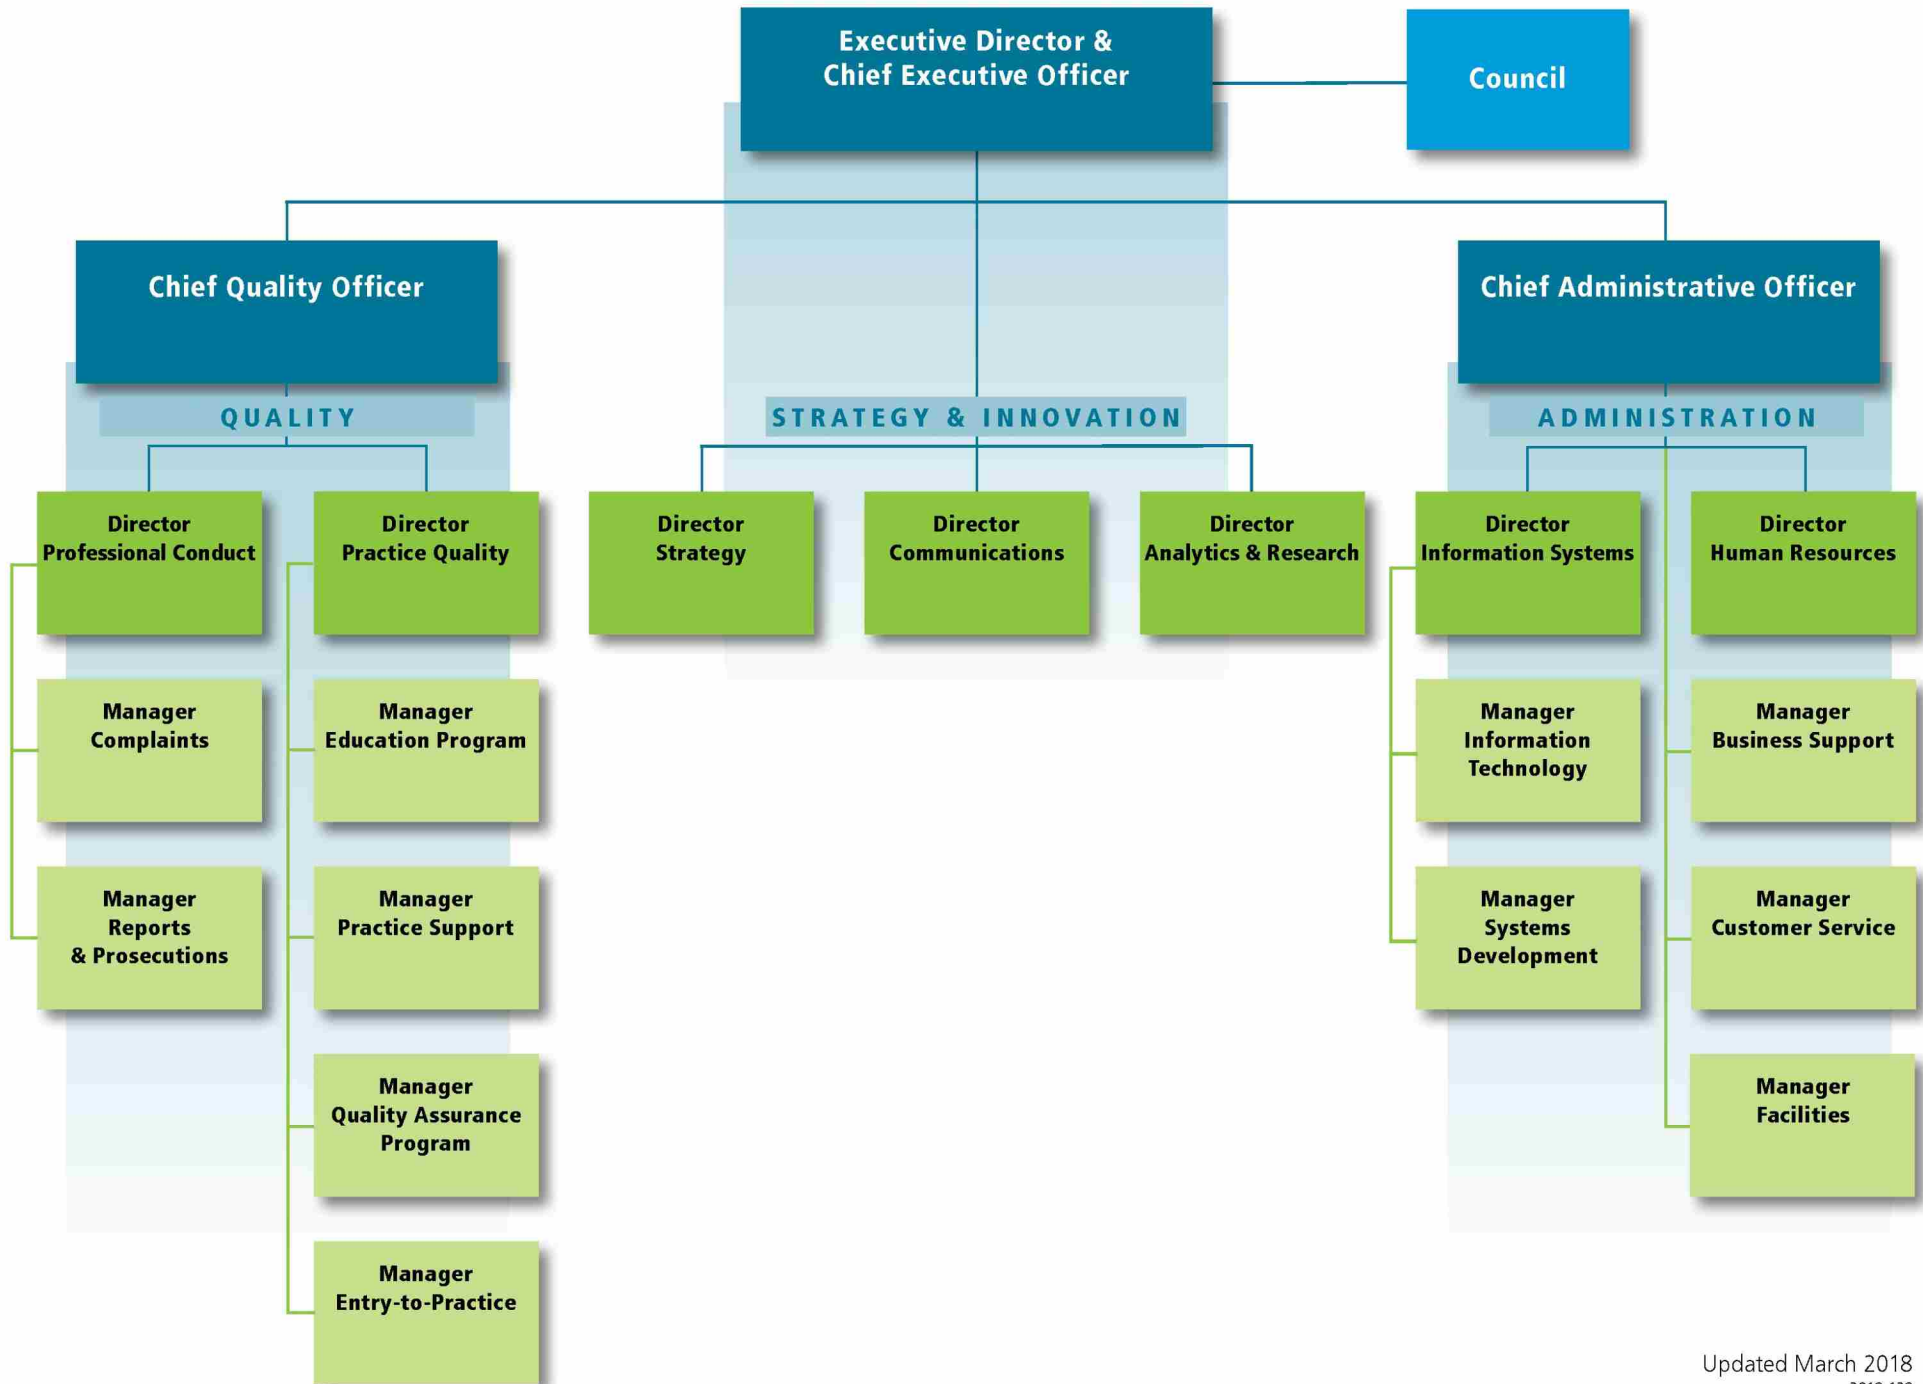 Executive Director &
Chief Executive Officer
Council
Chief Quality Officer
Chief Administrative Officer
QUALITY
STRATEGY & INNOVATION
ADMINISTRATION
Director
Professional Conduct
Director
Practice Quality
Director
Strategy
Director
Communications
Director
Analytics & Research
Director
Information Systems
Director
Human Resources
Manager
Complaints
Manager
Education Program
Manager
Information
Technology
Manager
Business Support
Manager
Reports
& Prosecutions
Manager
Practice Support
Manager
Systems
Development
Manager
Customer Service
Manager
Quality Assurance
Program
Manager
Facilities
Manager
Entry-to-Practice
Updated March 2018